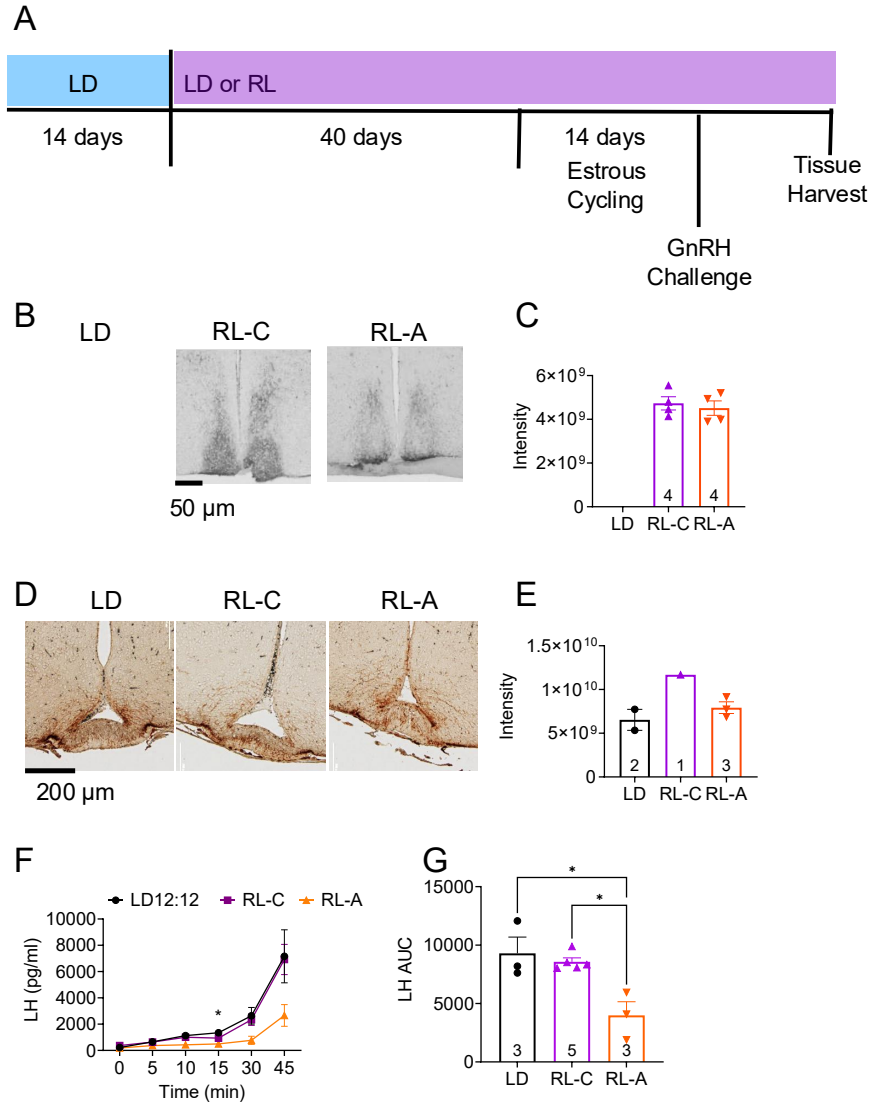 A
LD
LD or RL
14 days
40 days
14 days
Estrous
Cycling
Tissue
Harvest
GnRH
Challenge
B
LD
RL-C
RL-A
50 µm
C
Intensity
6×10⁹
4×10⁹
2×10⁹
0
4
4
LD
RL-C
RL-A
D
LD
RL-C
RL-A
200 µm
E
Intensity
1.5×10¹⁰
1×10¹⁰
5×10⁹
0
2
1
3
LD
RL-C
RL-A
F
LD12:12
RL-C
RL-A
LH (pg/ml)
10000
8000
6000
4000
2000
0
*
0
5
10
15
30
45
Time (min)
G
*
*
LH AUC
15000
10000
5000
0
3
5
3
LD
RL-C
RL-A